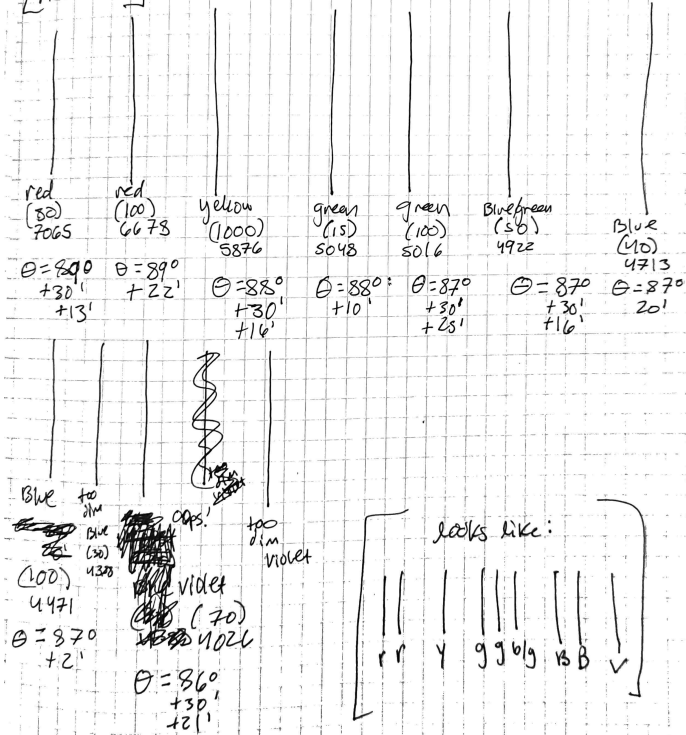 red
(80)
7065
θ=89°
+30'
+13'
red
(100)
6678
θ=89°
+22'
yellow
(1000)
5876
θ=88°
+30'
+16'
green
(15)
5048
θ=88°
+10'
green
(100)
5016
θ=87°
+30'
+25'
Blue/green
(50)
4922
θ=87°
+30'
+16'
Blue
(40)
4713
θ=87°
20'
Blue
(100)
4471
θ=87°
+2'
too
dim
Blue
(30)
oops!
violet
(70)
4026
θ=86°
+30'
+21'
too
dim
violet
looks like:
r r y g g b/g B B V